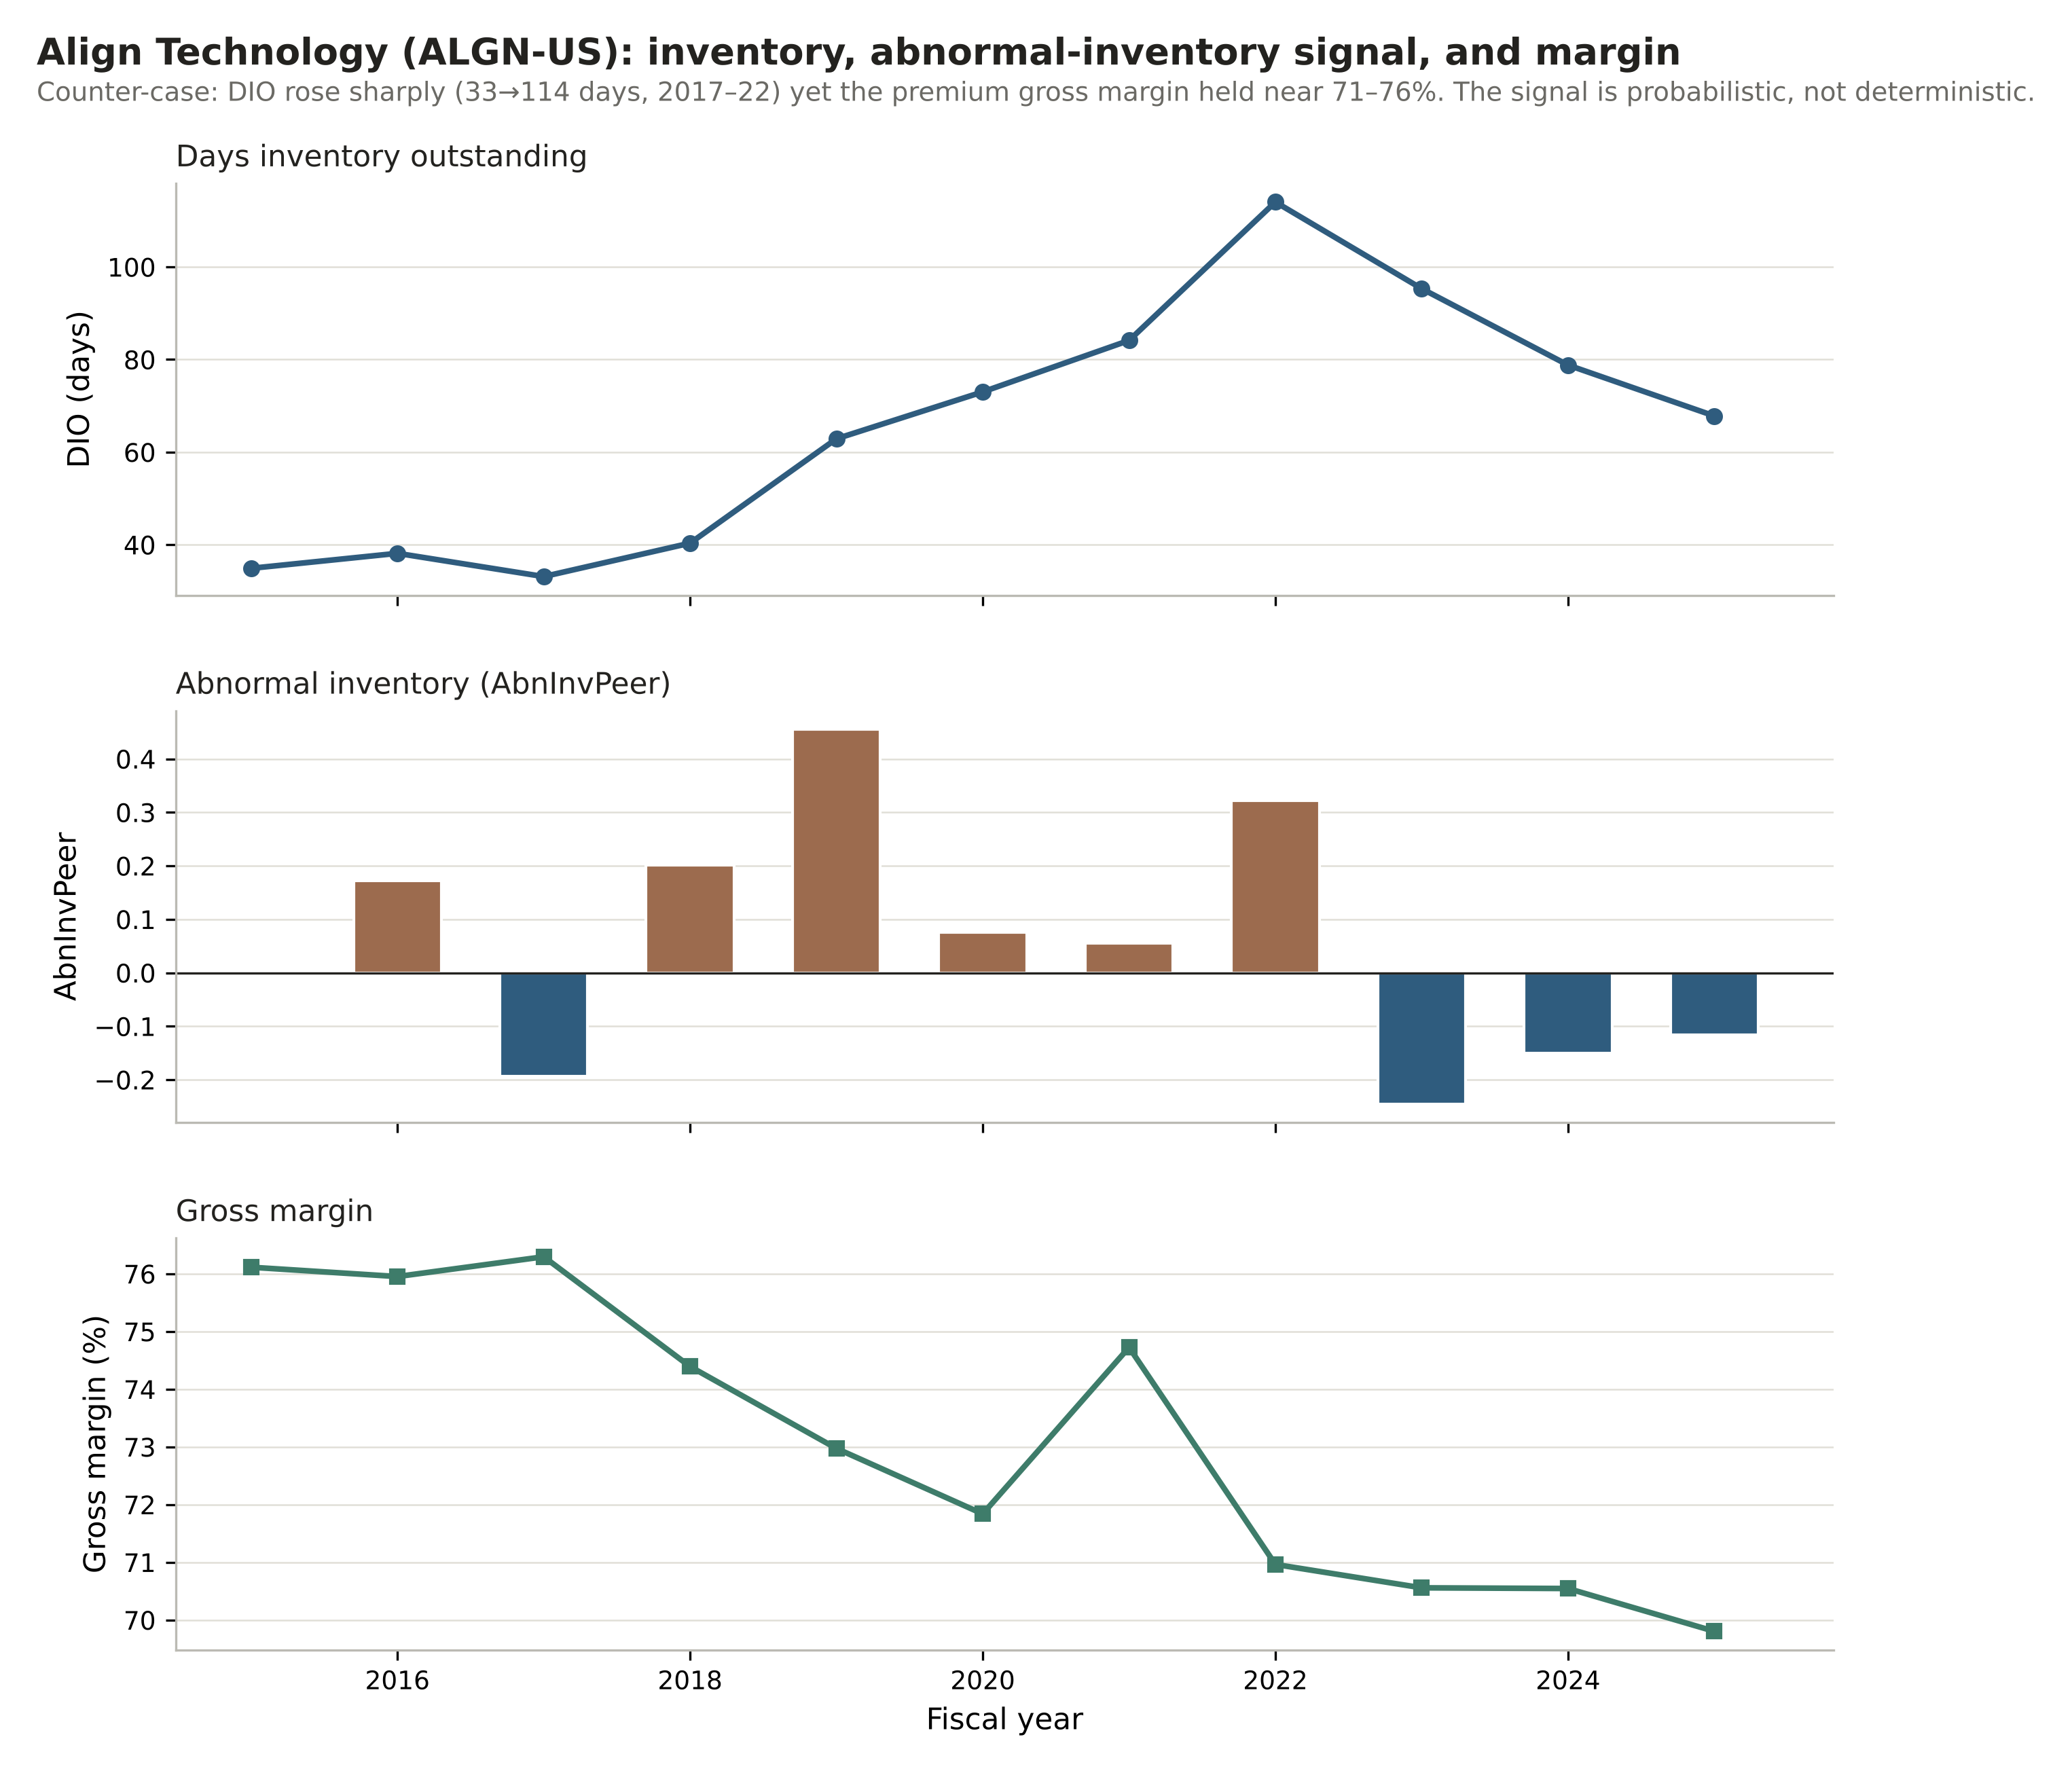 Align Technology (ALGN-US): inventory, abnormal-inventory signal, and margin
Counter-case: DIO rose sharply (33→114 days, 2017–22) yet the premium gross margin held near 71–76%. The signal is probabilistic, not deterministic.
Days inventory outstanding
DIO (days)
100
80
60
40
Abnormal inventory (AbnInvPeer)
AbnInvPeer
0.4
0.3
0.2
0.1
0.0
−0.1
−0.2
Gross margin
Gross margin (%)
76
75
74
73
72
71
70
2016 2018 2020 2022 2024
Fiscal year